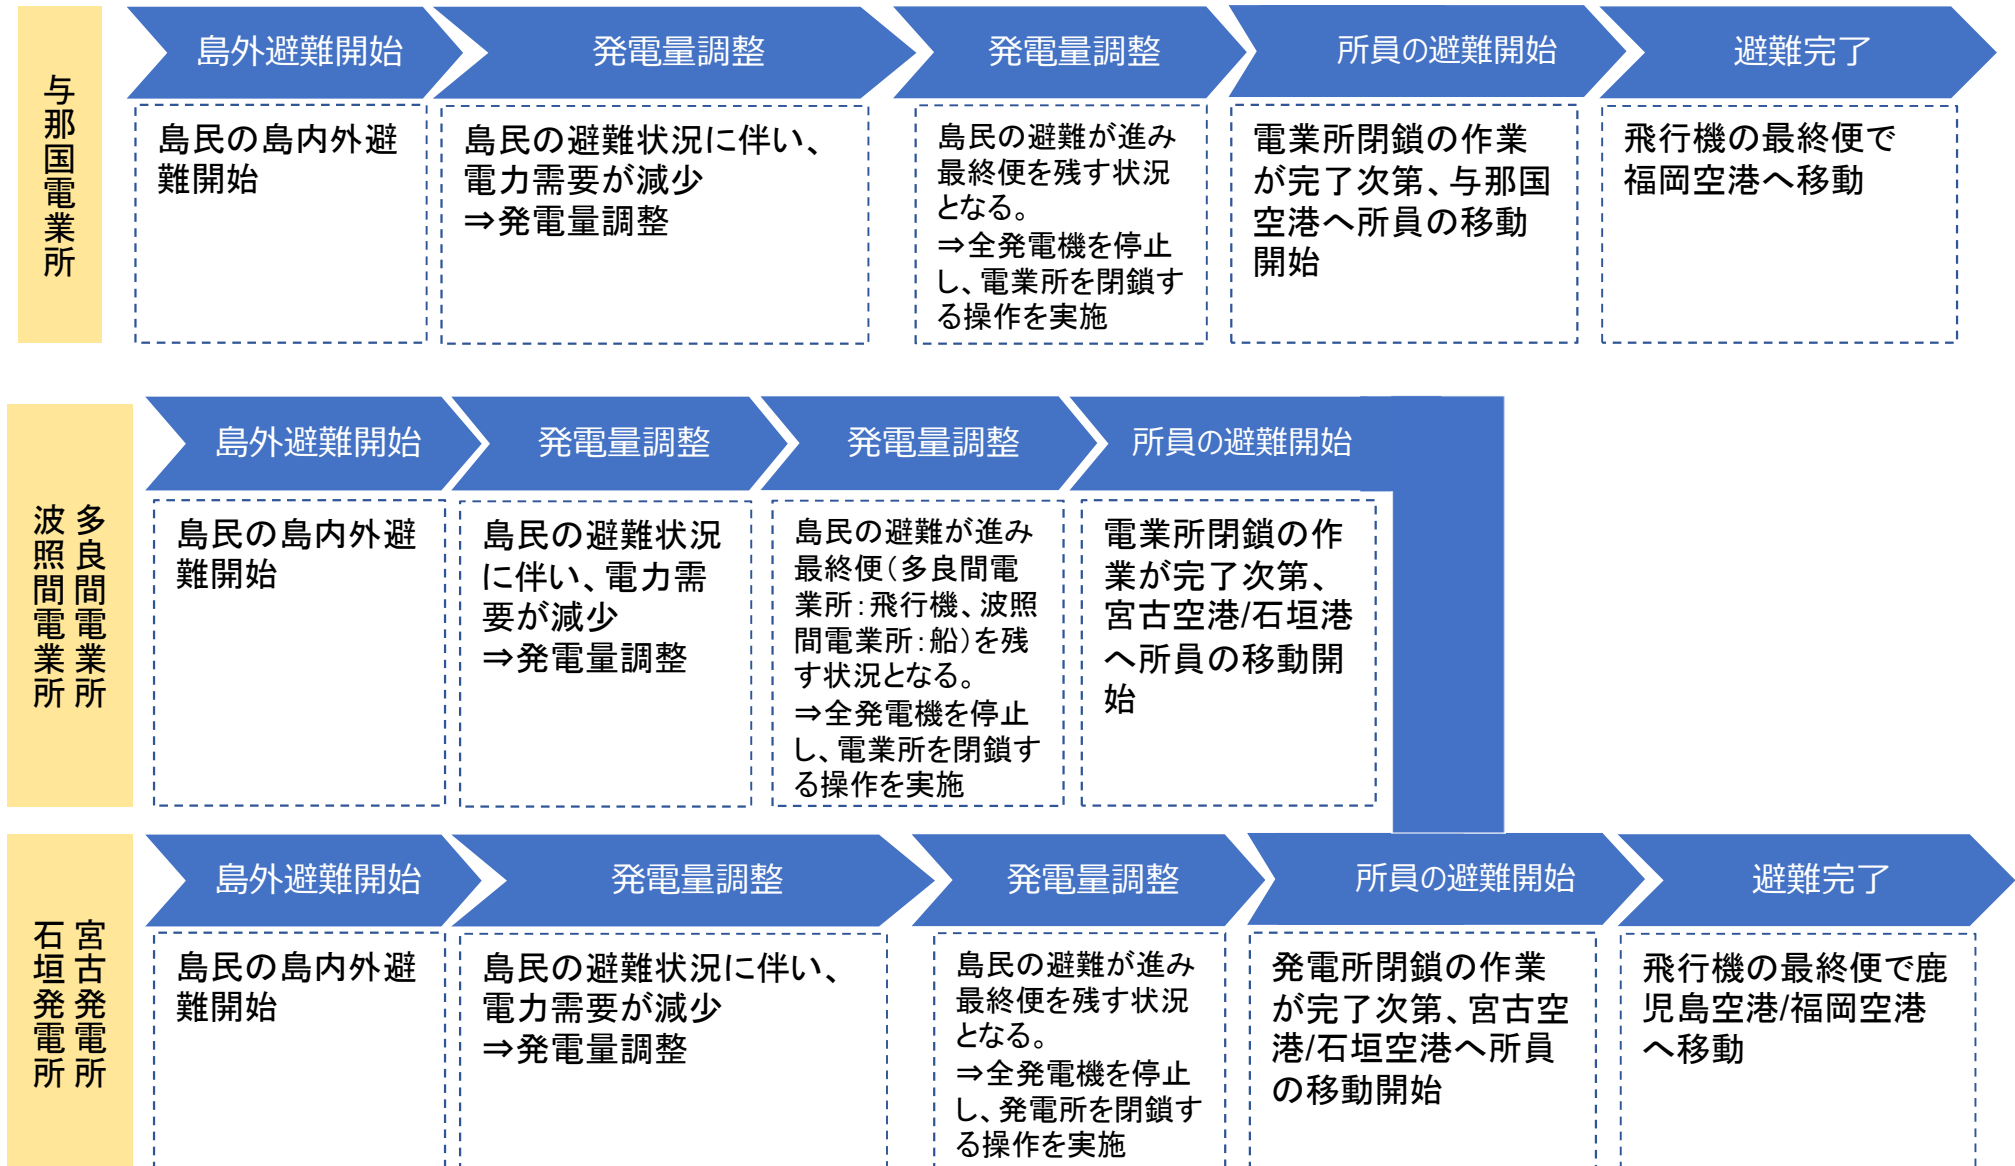 与那国電業所
島外避難開始
発電量調整
発電量調整
所員の避難開始
避難完了
島民の島内外避
難開始
島民の避難状況に伴い、
電力需要が減少
⇒発電量調整
島民の避難が進み
最終便を残す状況
となる。
⇒全発電機を停止
し、電業所を閉鎖す
る操作を実施
電業所閉鎖の作業
が完了次第、与那国
空港へ所員の移動
開始
飛行機の最終便で
福岡空港へ移動
多良間電業所
波照間電業所
島外避難開始
発電量調整
発電量調整
所員の避難開始
島民の島内外避
難開始
島民の避難状況
に伴い、電力需
要が減少
⇒発電量調整
島民の避難が進み
最終便(多良間電
業所:飛行機、波照
間電業所:船)を残
す状況となる。
⇒全発電機を停止
し、電業所を閉鎖す
る操作を実施
電業所閉鎖の作
業が完了次第、
宮古空港/石垣港
へ所員の移動開
始
宮古発電所
石垣発電所
島外避難開始
発電量調整
発電量調整
所員の避難開始
避難完了
島民の島内外避
難開始
島民の避難状況に伴い、
電力需要が減少
⇒発電量調整
島民の避難が進み
最終便を残す状況
となる。
⇒全発電機を停止
し、発電所を閉鎖す
る操作を実施
発電所閉鎖の作業
が完了次第、宮古空
港/石垣空港へ所員
の移動開始
飛行機の最終便で鹿
児島空港/福岡空港
へ移動